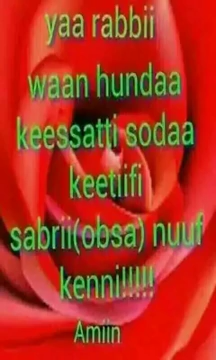 yaa rabbii
waan hundaa
keessatti sodaa
keetiifi
sabrii(obsa) nuuf
kenni!!!!!
Amiin